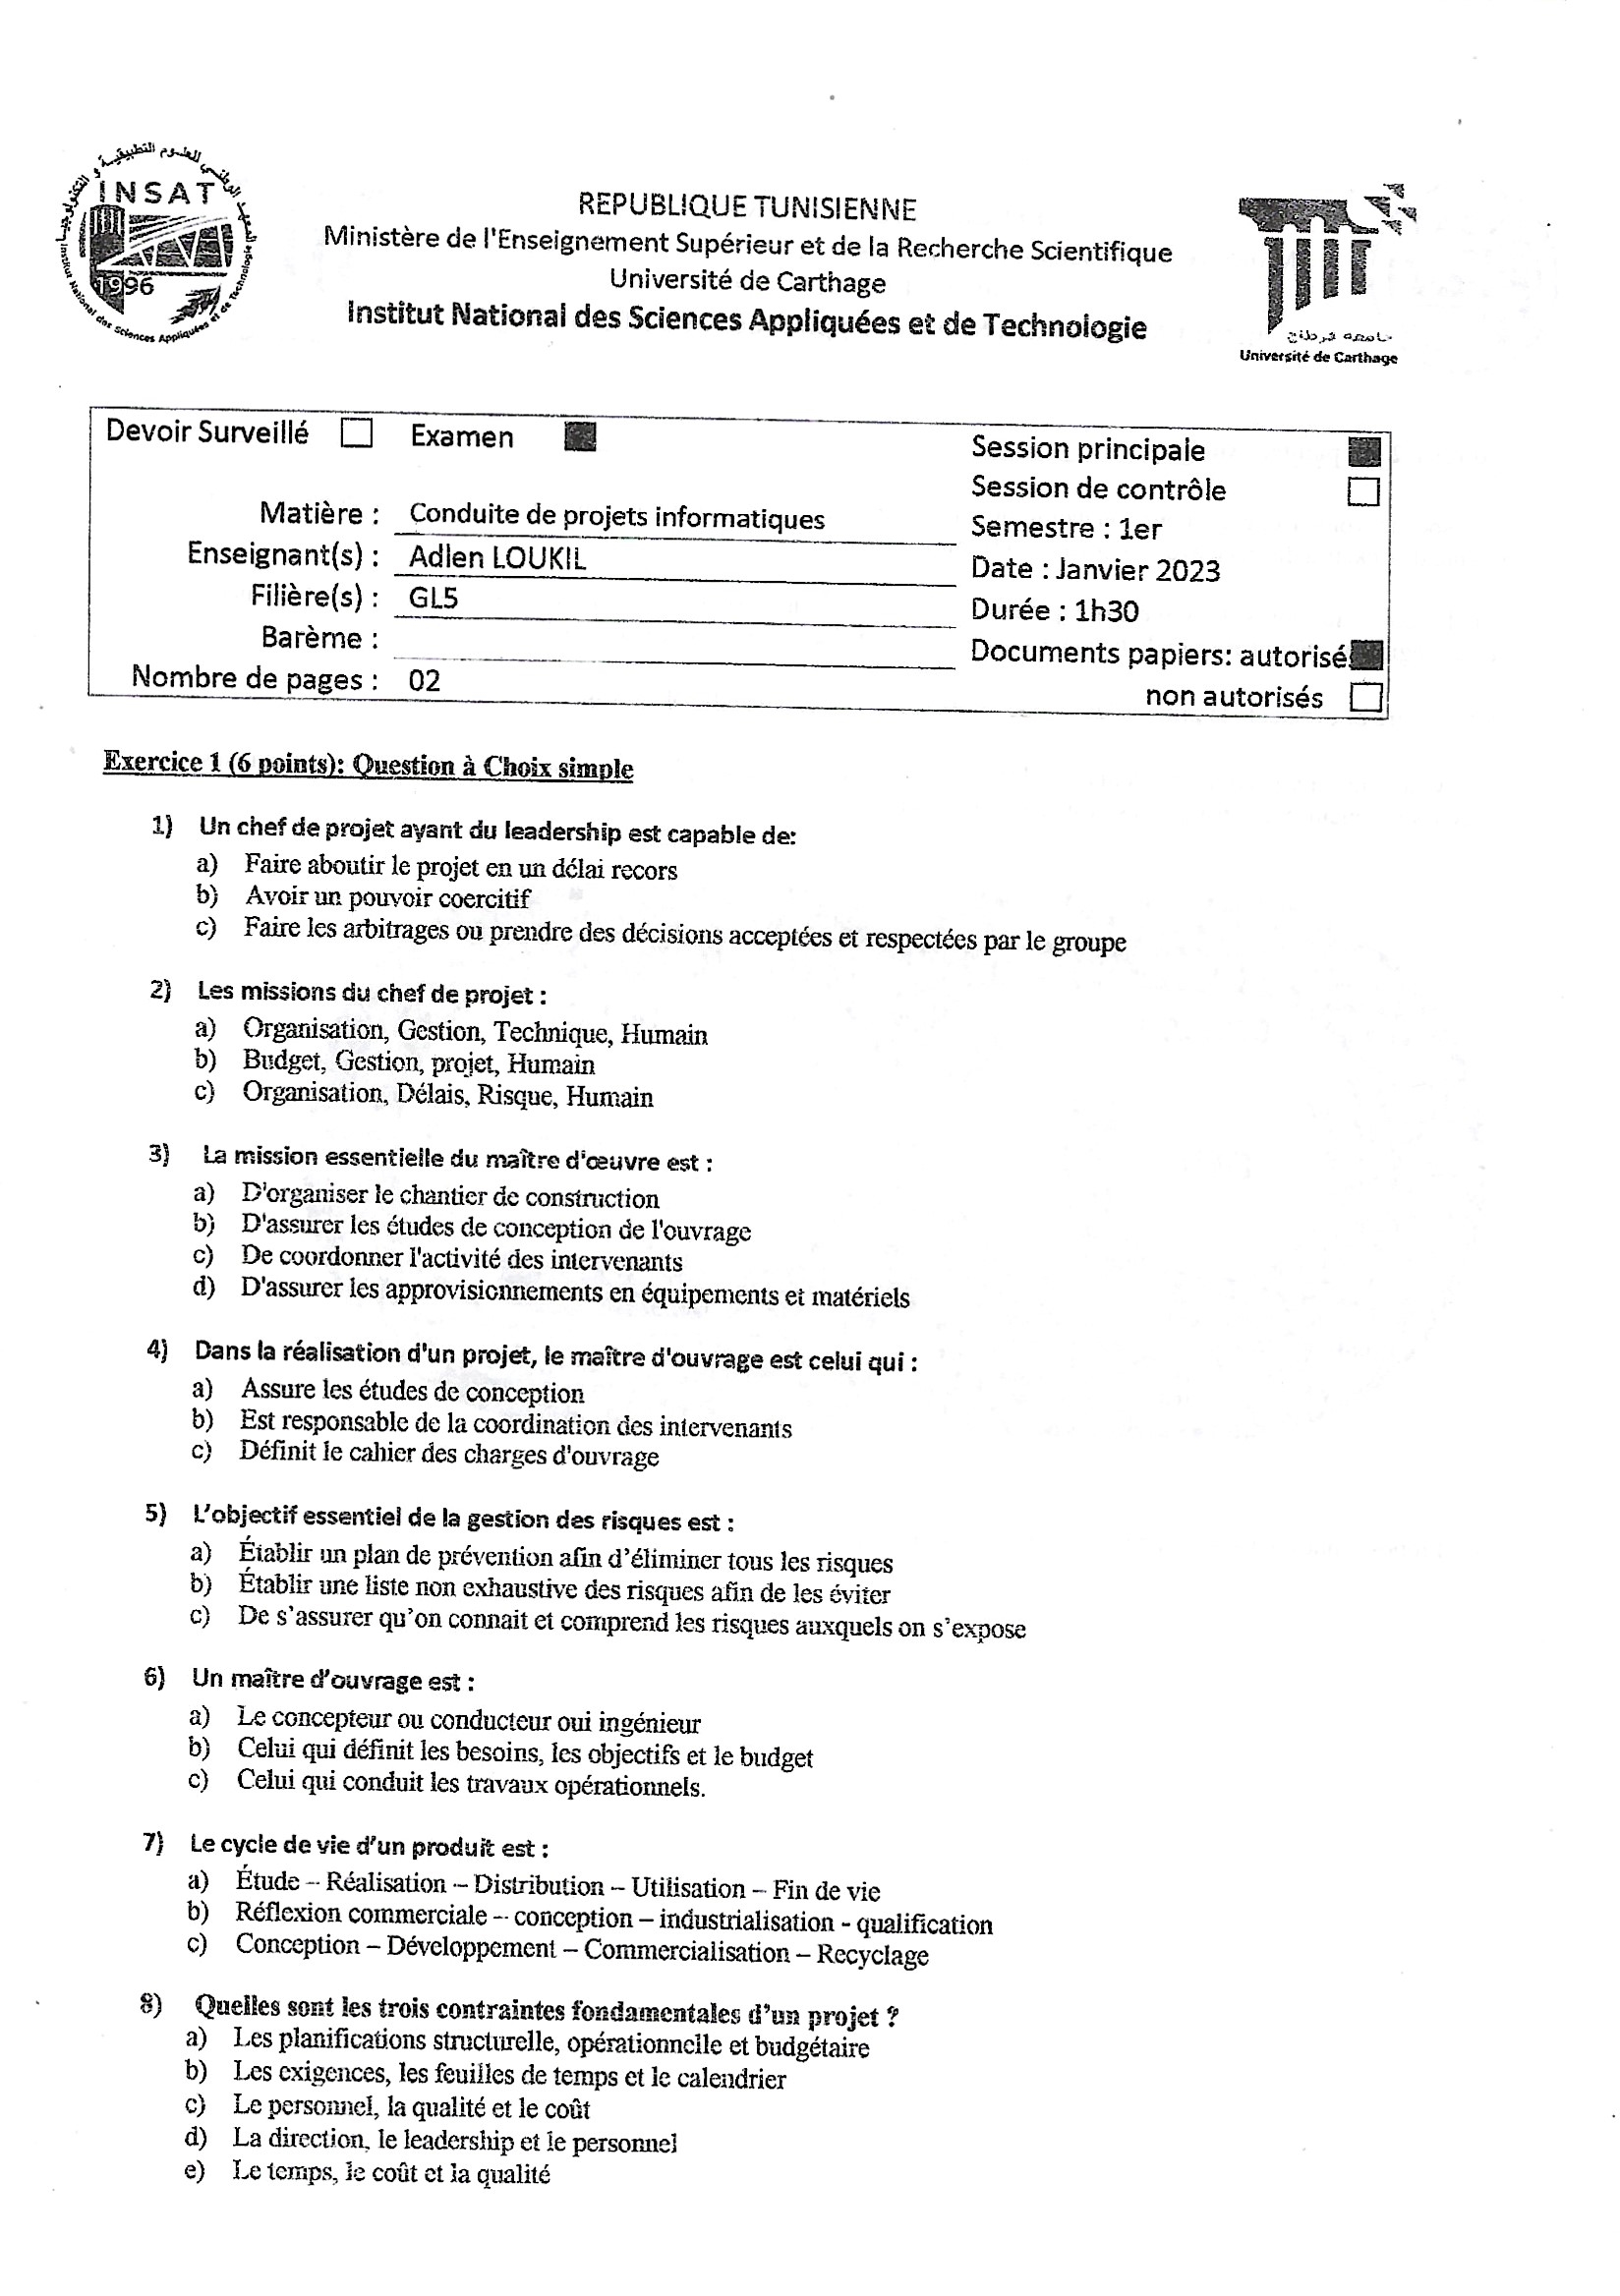 المعهد الوطني للعلوم التطبيقية و التكنولوجيا
INSAT
1996
Institut National des Sciences Appliquées et de Technologie
REPUBLIQUE TUNISIENNE
Ministère de l'Enseignement Supérieur et de la Recherche Scientifique
Université de Carthage
Institut National des Sciences Appliquées et de Technologie
جامعة قرطاج
Université de Carthage
Devoir Surveillé Examen
Session principale
Session de contrôle
Matière : Conduite de projets informatiques
Semestre : 1er
Enseignant(s) : Adlen LOUKIL
Date : Janvier 2023
Filière(s) : GL5
Durée : 1h30
Barème :
Documents papiers: autorisés
Nombre de pages : 02
non autorisés
Exercice 1 (6 points): Question à Choix simple
1) Un chef de projet ayant du leadership est capable de:
a) Faire aboutir le projet en un délai recors
b) Avoir un pouvoir coercitif
c) Faire les arbitrages ou prendre des décisions acceptées et respectées par le groupe
2) Les missions du chef de projet :
a) Organisation, Gestion, Technique, Humain
b) Budget, Gestion, projet, Humain
c) Organisation, Délais, Risque, Humain
3) La mission essentielle du maître d'œuvre est :
a) D'organiser le chantier de construction
b) D'assurer les études de conception de l'ouvrage
c) De coordonner l'activité des intervenants
d) D'assurer les approvisionnements en équipements et matériels
4) Dans la réalisation d'un projet, le maître d'ouvrage est celui qui :
a) Assure les études de conception
b) Est responsable de la coordination des intervenants
c) Définit le cahier des charges d'ouvrage
5) L’objectif essentiel de la gestion des risques est :
a) Établir un plan de prévention afin d’éliminer tous les risques
b) Établir une liste non exhaustive des risques afin de les éviter
c) De s’assurer qu’on connait et comprend les risques auxquels on s’expose
6) Un maître d’ouvrage est :
a) Le concepteur ou conducteur oui ingénieur
b) Celui qui définit les besoins, les objectifs et le budget
c) Celui qui conduit les travaux opérationnels.
7) Le cycle de vie d’un produit est :
a) Étude – Réalisation – Distribution – Utilisation – Fin de vie
b) Réflexion commerciale – conception – industrialisation - qualification
c) Conception – Développement – Commercialisation – Recyclage
8) Quelles sont les trois contraintes fondamentales d’un projet ?
a) Les planifications structurelle, opérationnelle et budgétaire
b) Les exigences, les feuilles de temps et le calendrier
c) Le personnel, la qualité et le coût
d) La direction, le leadership et le personnel
e) Le temps, le coût et la qualité